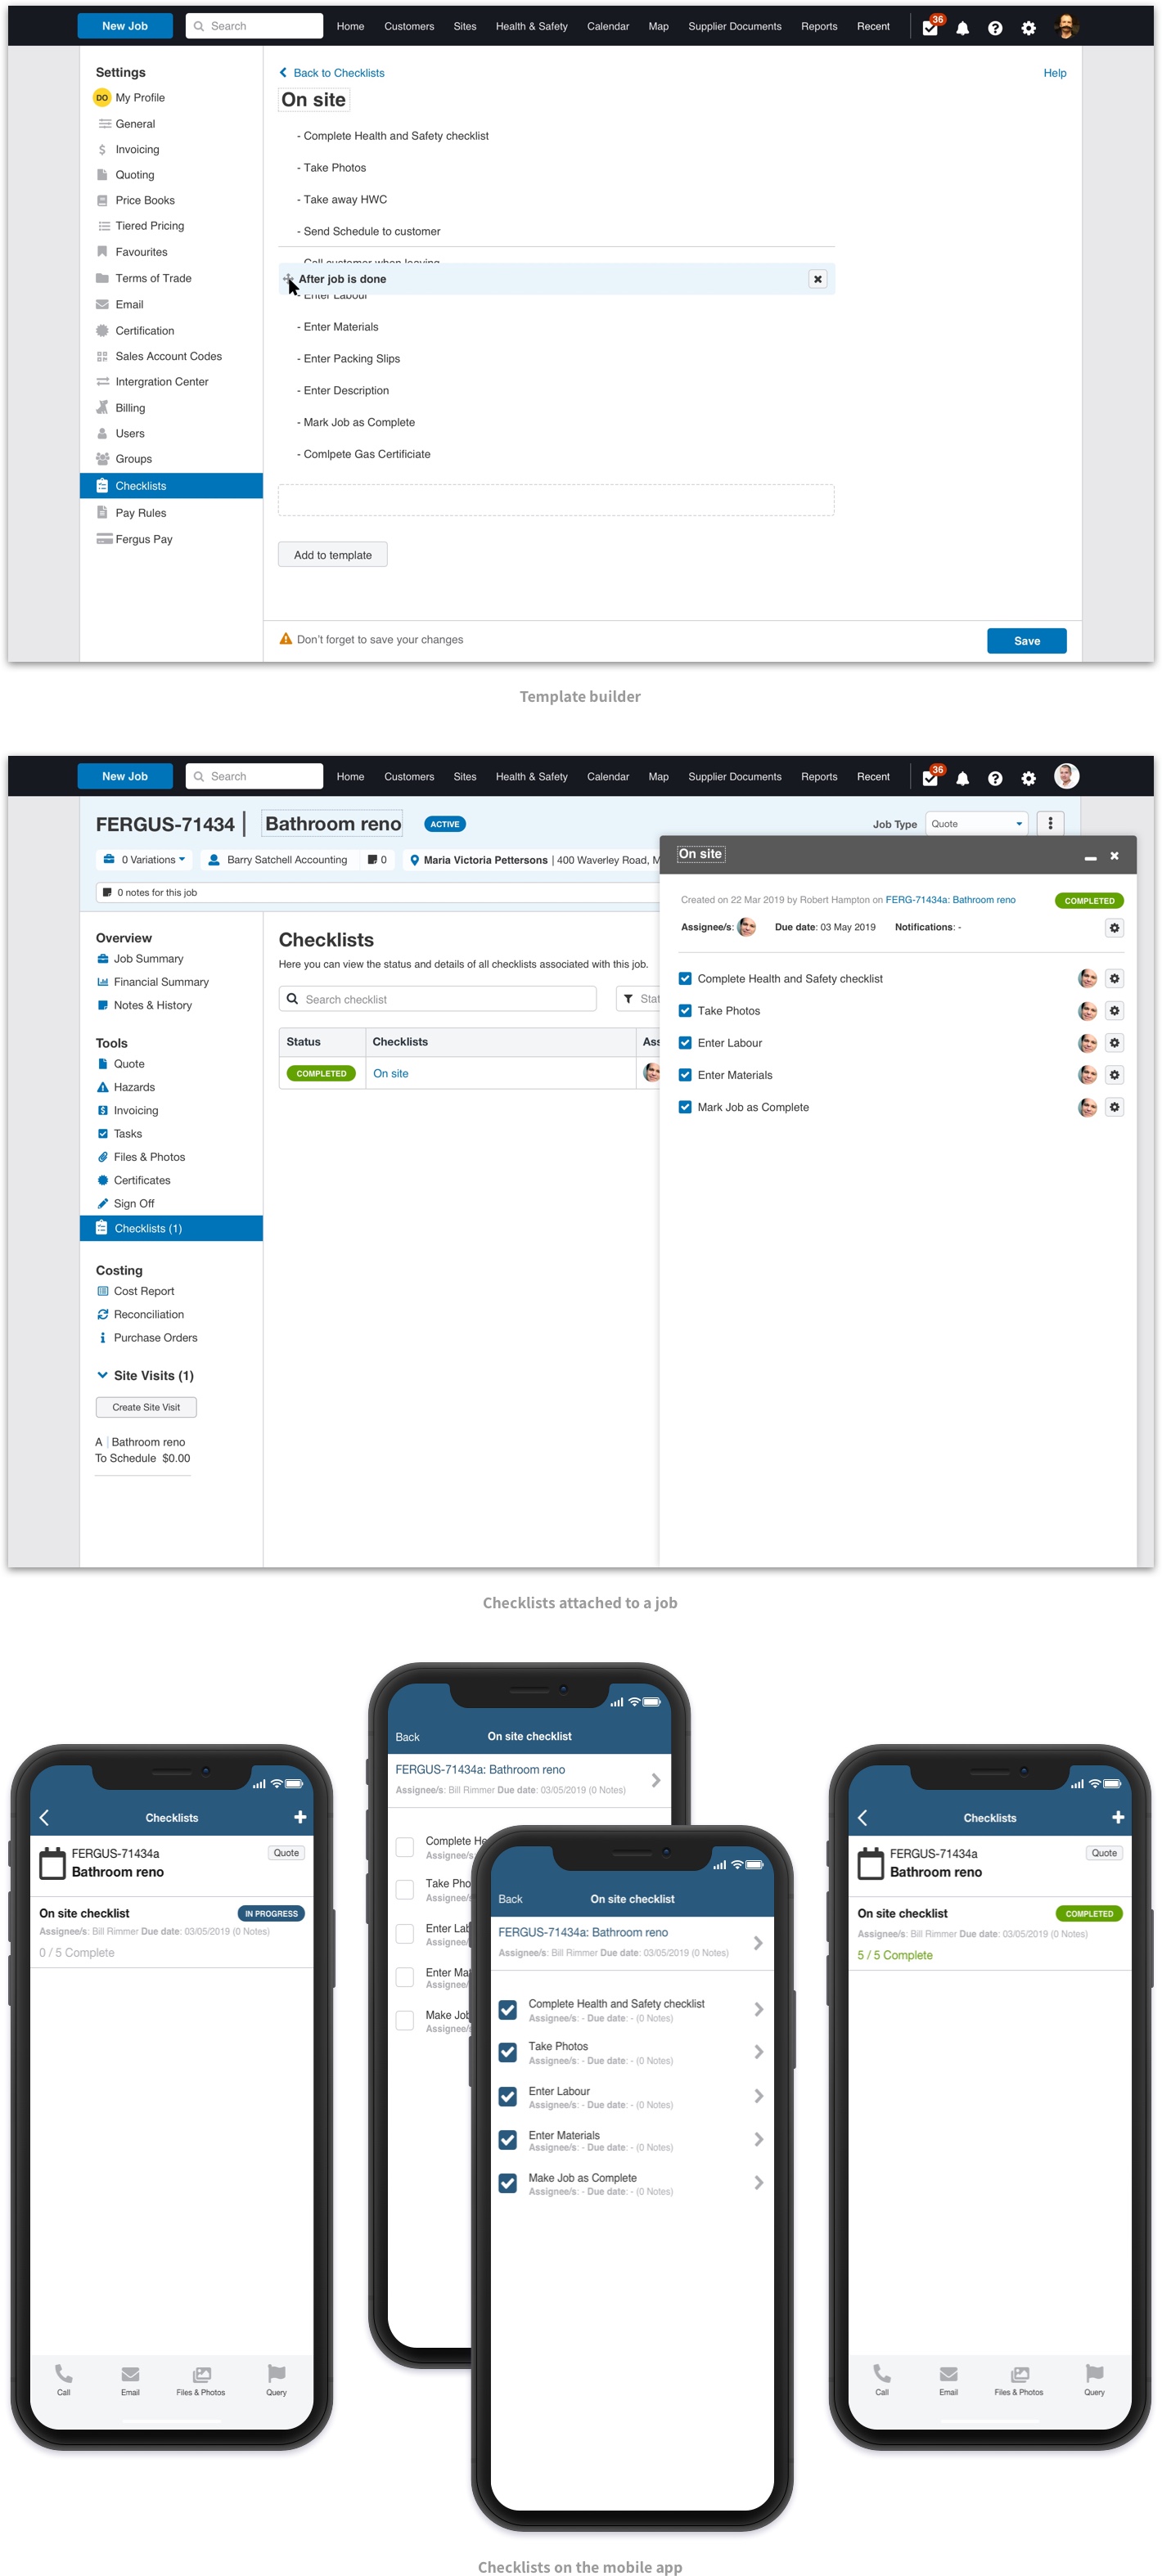 New Job Search Home Customers Sites Health & Safety Calendar Map Supplier Documents Reports Recent 36
Settings
DO My Profile
General
Invoicing
Quoting
Price Books
Tiered Pricing
Favourites
Terms of Trade
Email
Certification
Sales Account Codes
Intergration Center
Billing
Users
Groups
Checklists
Pay Rules
Fergus Pay
Back to Checklists Help
On site
- Complete Health and Safety checklist
- Take Photos
- Take away HWC
- Send Schedule to customer
Call customer when leaving
After job is done
- Enter Labour
- Enter Materials
- Enter Packing Slips
- Enter Description
- Mark Job as Complete
- Comlpete Gas Certificiate
Add to template
Don't forget to save your changes Save
Template builder
New Job Search Home Customers Sites Health & Safety Calendar Map Supplier Documents Reports Recent 36
FERGUS-71434 | Bathroom reno ACTIVE Job Type Quote
0 Variations Barry Satchell Accounting 0 Maria Victoria Pettersons | 400 Waverley Road, M
0 notes for this job
Overview
Job Summary
Financial Summary
Notes & History
Tools
Quote
Hazards
Invoicing
Tasks
Files & Photos
Certificates
Sign Off
Checklists (1)
Costing
Cost Report
Reconciliation
Purchase Orders
Site Visits (1)
Create Site Visit
A | Bathroom reno
To Schedule $0.00
Checklists
Here you can view the status and details of all checklists associated with this job.
Search checklist Stat
Status Checklists Ass
COMPLETED On site
On site
Created on 22 Mar 2019 by Robert Hampton on FERG-71434a: Bathroom reno COMPLETED
Assignee/s: Due date: 03 May 2019 Notifications: -
Complete Health and Safety checklist
Take Photos
Enter Labour
Enter Materials
Mark Job as Complete
Checklists attached to a job
Checklists
FERGUS-71434a Quote
Bathroom reno
On site checklist IN PROGRESS
Assignee/s: Bill Rimmer Due date: 03/05/2019 (0 Notes)
0 / 5 Complete
Call Email Files & Photos Query
Back On site checklist
FERGUS-71434a: Bathroom reno
Assignee/s: Bill Rimmer Due date: 03/05/2019 (0 Notes)
Complete He
Assignee/s
Take Pho
Assignee/
Enter Lab
Assignee/
Enter Mat
Assignee/s
Make Job
Assignee/s
Back On site checklist
FERGUS-71434a: Bathroom reno
Assignee/s: Bill Rimmer Due date: 03/05/2019 (0 Notes)
Complete Health and Safety checklist
Assignee/s: - Due date: - (0 Notes)
Take Photos
Assignee/s: - Due date: - (0 Notes)
Enter Labour
Assignee/s: - Due date: - (0 Notes)
Enter Materials
Assignee/s: - Due date: - (0 Notes)
Make Job as Complete
Assignee/s: - Due date: - (0 Notes)
Checklists
FERGUS-71434a Quote
Bathroom reno
On site checklist COMPLETED
Assignee/s: Bill Rimmer Due date: 03/05/2019 (0 Notes)
5 / 5 Complete
Call Email Files & Photos Query
Checklists on the mobile app